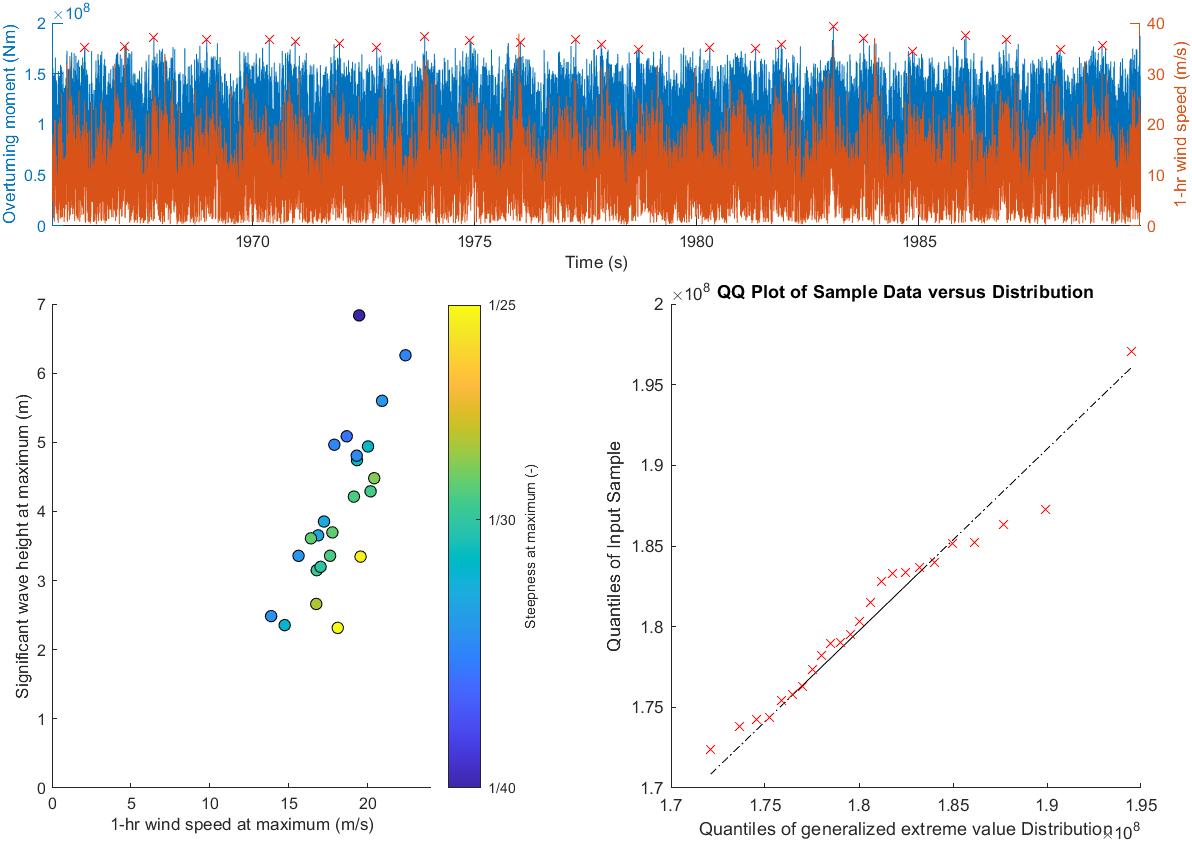 ×10⁸
2
1.5
1
0.5
0
Overturning moment (Nm)
40
30
20
10
0
1-hr wind speed (m/s)
1970 1975 1980 1985
Time (s)
7
6
5
4
3
2
1
0
Significant wave height at maximum (m)
0 5 10 15 20
1-hr wind speed at maximum (m/s)
1/25
1/30
1/40
Steepness at maximum (-)
×10⁸ QQ Plot of Sample Data versus Distribution
2
1.95
1.9
1.85
1.8
1.75
1.7
Quantiles of Input Sample
1.7 1.75 1.8 1.85 1.9 1.95
Quantiles of generalized extreme value Distribution ×10⁸